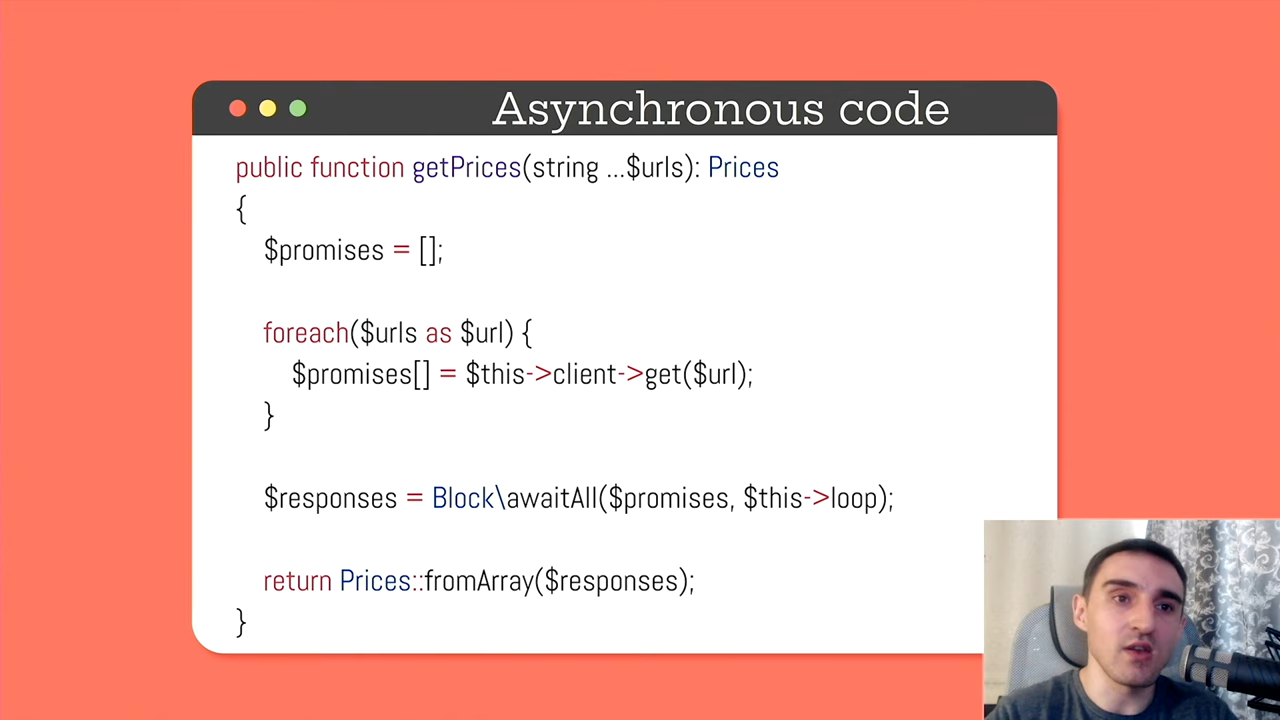 Asynchronous code
public function getPrices(string ...$urls): Prices
{
$promises = [];
foreach($urls as $url) {
$promises[] = $this->client->get($url);
}
$responses = Block\awaitAll($promises, $this->loop);
return Prices::fromArray($responses);
}